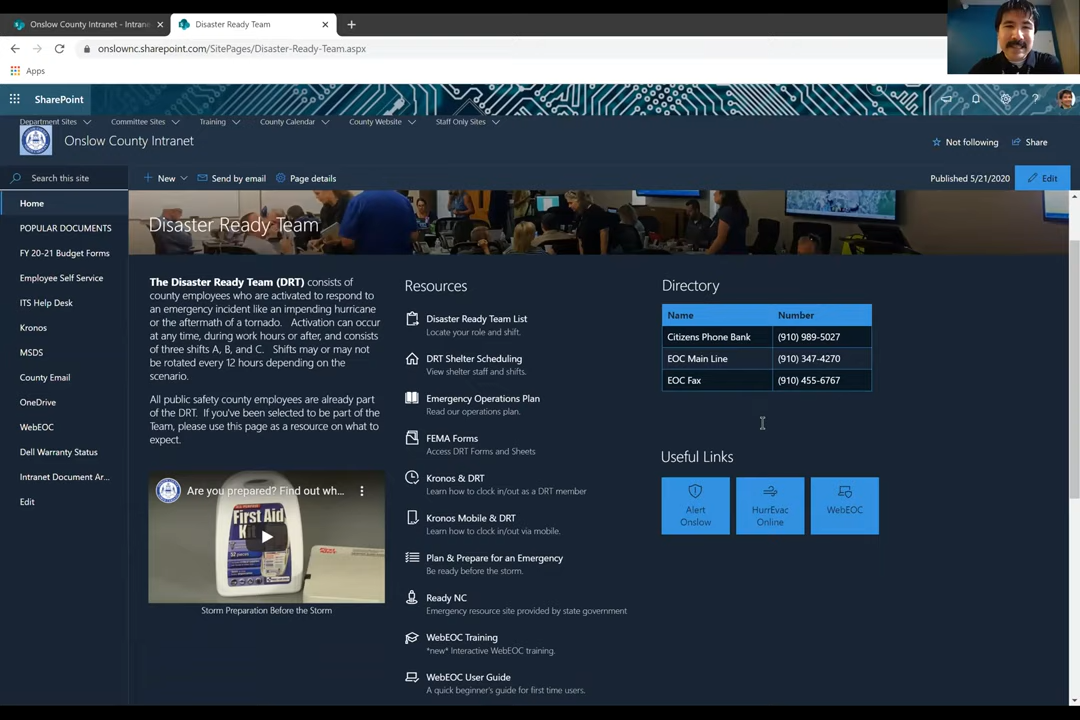 Onslow County Intranet - Intrane
Disaster Ready Team
onslownc.sharepoint.com/SitePages/Disaster-Ready-Team.aspx
Apps
SharePoint
?
Department Sites
Committee Sites
Training
County Calendar
County Website
Staff Only Sites
Onslow County Intranet
Not following
Share
Search this site
New
Send by email
Page details
Published 5/21/2020
Edit
Home
POPULAR DOCUMENTS
FY 20-21 Budget Forms
Employee Self Service
ITS Help Desk
Kronos
MSDS
County Email
OneDrive
WebEOC
Dell Warranty Status
Intranet Document Ar...
Edit
Disaster Ready Team
The Disaster Ready Team (DRT) consists of
county employees who are activated to respond to
an emergency incident like an impending hurricane
or the aftermath of a tornado. Activation can occur
at any time, during work hours or after, and consists
of three shifts A, B, and C. Shifts may or may not
be rotated every 12 hours depending on the
scenario.
All public safety county employees are already part
of the DRT. If you've been selected to be part of the
Team, please use this page as a resource on what to
expect.
Are you prepared? Find out wh...
First Aid
Kit
Storm Preparation Before the Storm
Resources
Disaster Ready Team List
Locate your role and shift.
DRT Shelter Scheduling
View shelter staff and shifts.
Emergency Operations Plan
Read our operations plan.
FEMA Forms
Access DRT Forms and Sheets
Kronos & DRT
Learn how to clock in/out as a DRT member
Kronos Mobile & DRT
Learn how to clock in/out via mobile.
Plan & Prepare for an Emergency
Be ready before the storm.
Ready NC
Emergency resource site provided by state government
WebEOC Training
*new* Interactive WebEOC training.
WebEOC User Guide
A quick beginner's guide for first time users.
Directory
Name Number
Citizens Phone Bank (910) 989-5027
EOC Main Line (910) 347-4270
EOC Fax (910) 455-6767
Useful Links
Alert
Onslow
HurrEvac
Online
WebEOC